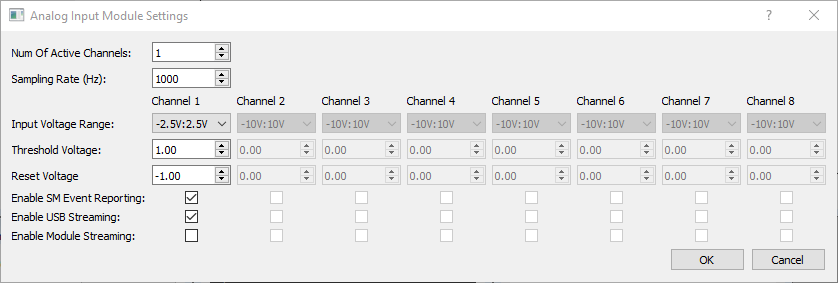 Analog Input Module Settings
Num Of Active Channels: 1
Sampling Rate (Hz): 1000
Channel 1 Channel 2 Channel 3 Channel 4 Channel 5 Channel 6 Channel 7 Channel 8
Input Voltage Range: -2.5V:2.5V -10V:10V -10V:10V -10V:10V -10V:10V -10V:10V -10V:10V -10V:10V
Threshold Voltage: 1.00 0.00 0.00 0.00 0.00 0.00 0.00 0.00
Reset Voltage -1.00 0.00 0.00 0.00 0.00 0.00 0.00 0.00
Enable SM Event Reporting:
Enable USB Streaming:
Enable Module Streaming:
OK Cancel